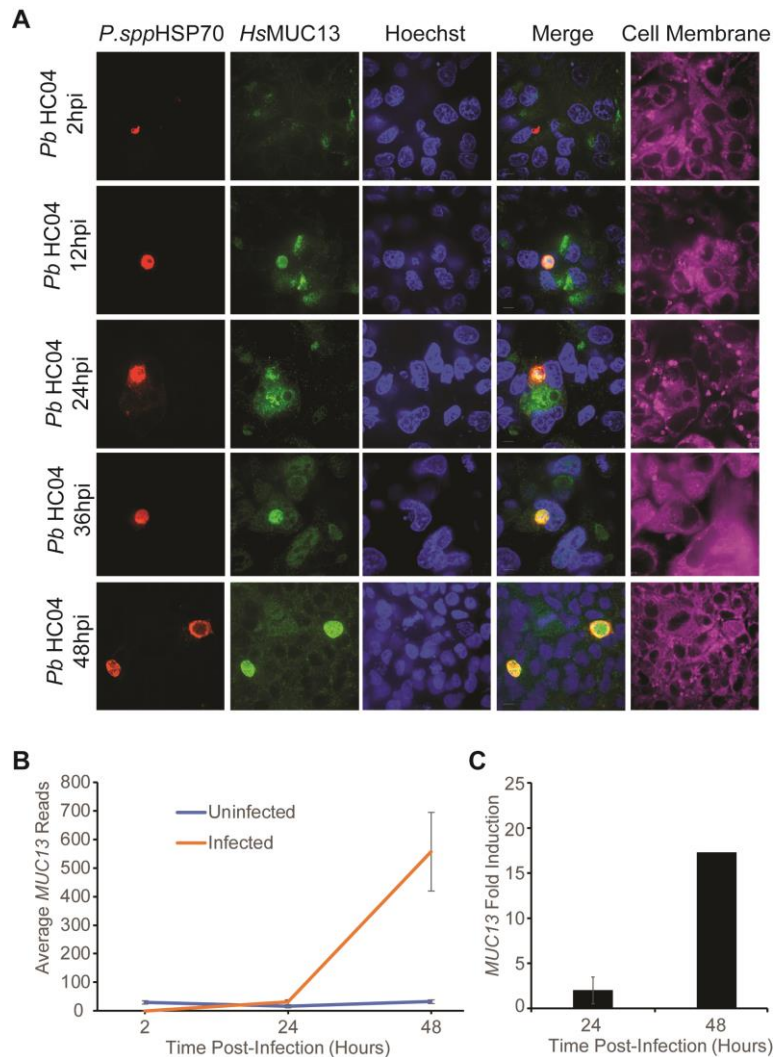 A
P.sppHSP70 HsMUC13 Hoechst Merge Cell Membrane
Pb HC04
2hpi
Pb HC04
12hpi
Pb HC04
24hpi
Pb HC04
36hpi
Pb HC04
48hpi
B
Average MUC13 Reads
800
700
600
500
400
300
200
100
0
Uninfected
Infected
2 24 48
Time Post-Infection (Hours)
C
MUC13 Fold Induction
25
20
15
10
5
0
24 48
Time Post-Infection (Hours)